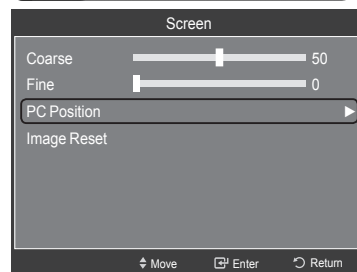 Screen
Coarse 50
Fine 0
PC Position ►
Image Reset
Move Enter Return